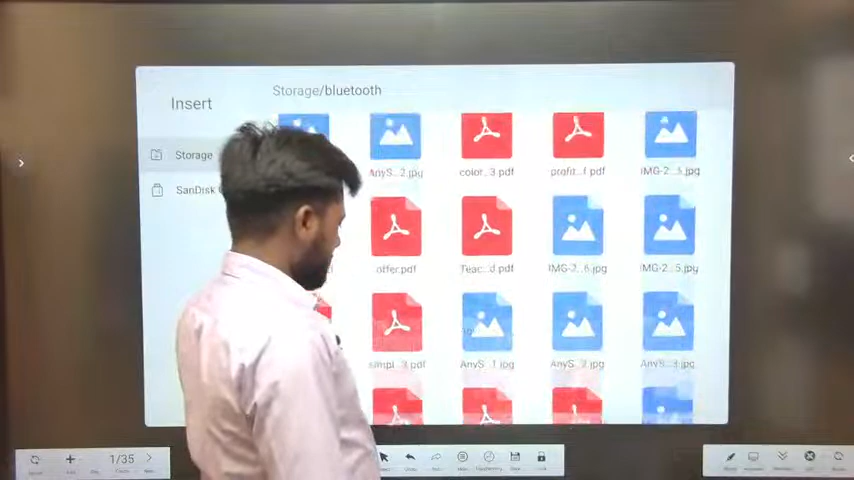 Insert
Storage/bluetooth
Storage
SanDisk
AnyS...2.jpg
color...3.pdf
profit...f.pdf
IMG-2...5.jpg
offer.pdf
Teac...d.pdf
IMG-2...6.jpg
IMG-2...5.jpg
simpl...3.pdf
AnyS...1.jpg
AnyS...2.jpg
AnyS...3.jpg
1/35